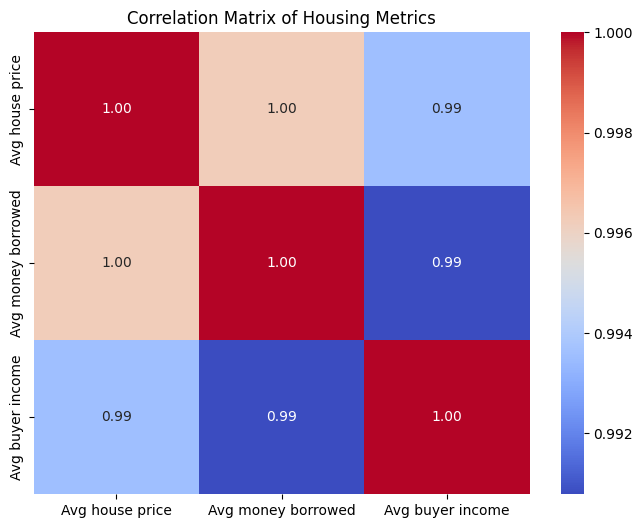 Correlation Matrix of Housing Metrics
Avg house price
1.00 1.00 0.99
Avg money borrowed
1.00 1.00 0.99
Avg buyer income
0.99 0.99 1.00
Avg house price Avg money borrowed Avg buyer income
1.000
0.998
0.996
0.994
0.992